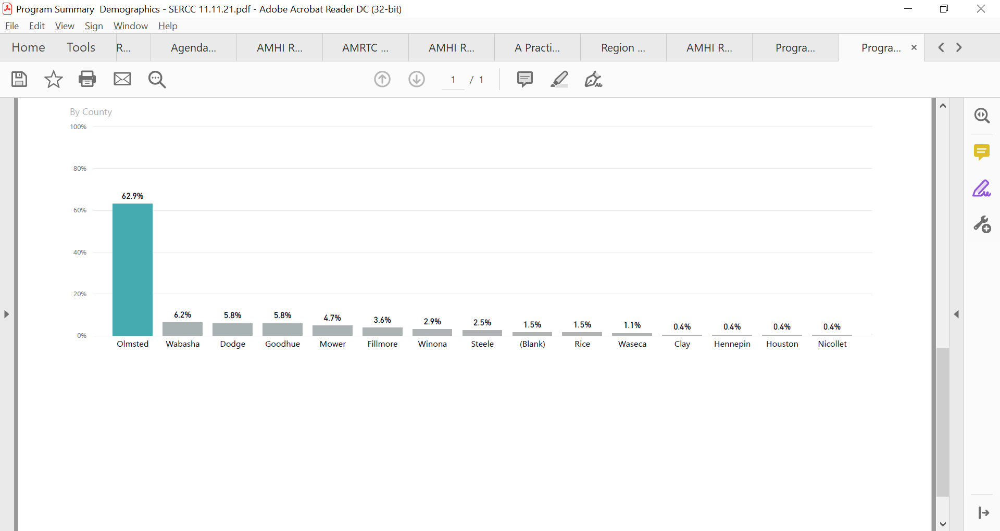 Program Summary  Demographics - SERCC 11.11.21.pdf - Adobe Acrobat Reader DC (32-bit)
File Edit View Sign Window Help
Home Tools R... Agenda... AMHI R... AMRTC ... AMHI R... A Practi... Region ... AMHI R... Progra... Progra...
1 / 1
By County
100%
80%
62.9%
60%
40%
20%
6.2% 5.8% 5.8% 4.7% 3.6% 2.9% 2.5% 1.5% 1.5% 1.1% 0.4% 0.4% 0.4% 0.4%
0%
Olmsted Wabasha Dodge Goodhue Mower Fillmore Winona Steele (Blank) Rice Waseca Clay Hennepin Houston Nicollet